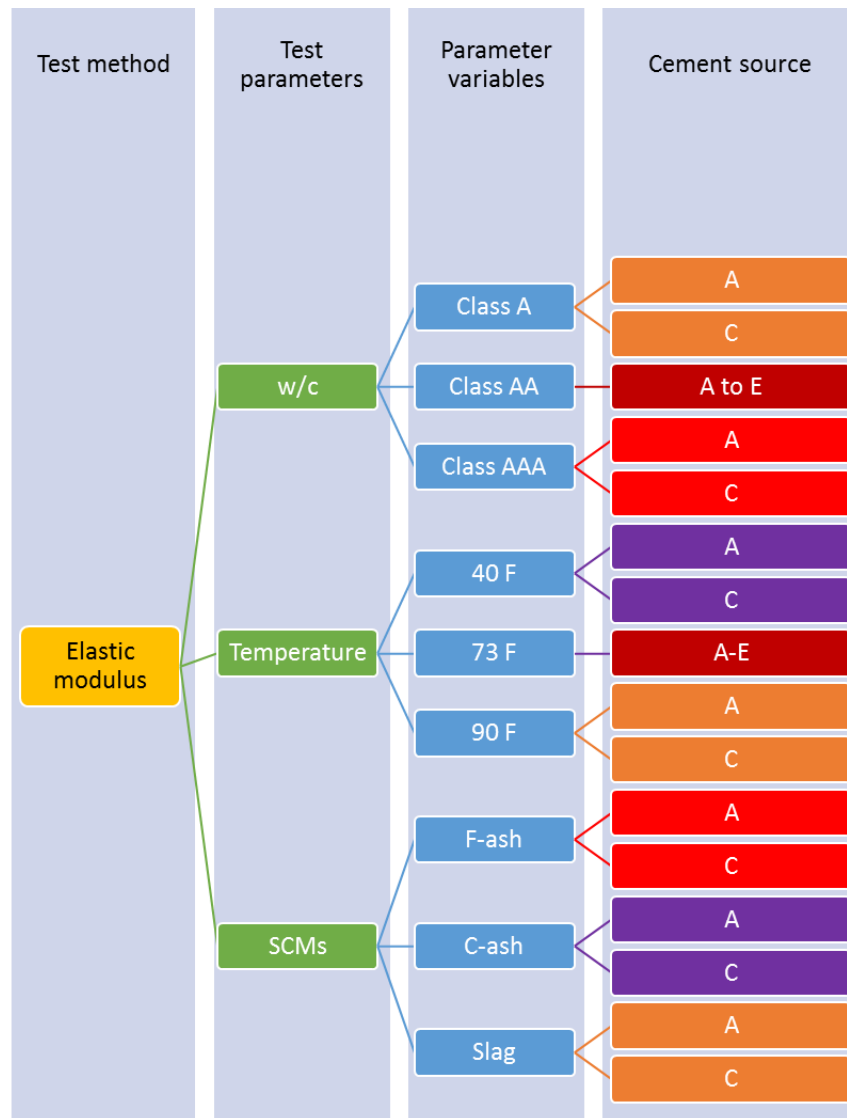 Test method
Test
parameters
Parameter
variables
Cement source
Elastic
modulus
w/c
Class A
A
C
Class AA
A to E
Class AAA
A
C
Temperature
40 F
A
C
73 F
A-E
90 F
A
C
SCMs
F-ash
A
C
C-ash
A
C
Slag
A
C